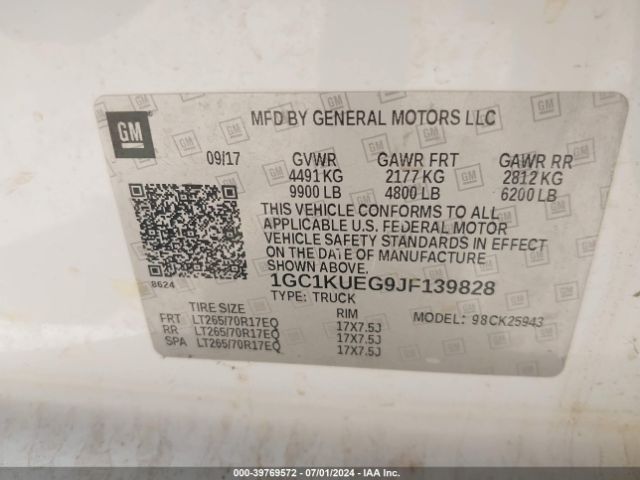 GM
MFD BY GENERAL MOTORS LLC
09/17 GVWR GAWR FRT GAWR RR
4491 KG 2177 KG 2812 KG
9900 LB 4800 LB 6200 LB
THIS VEHICLE CONFORMS TO ALL
APPLICABLE U.S. FEDERAL MOTOR
VEHICLE SAFETY STANDARDS IN EFFECT
ON THE DATE OF MANUFACTURE
SHOWN ABOVE.
8624
1GC1KUEG9JF139828
TYPE: TRUCK
TIRE SIZE RIM MODEL: 98CK25943
FRT LT265/70R17EQ 17X7.5J
RR LT265/70R17EQ 17X7.5J
SPA LT265/70R17EQ 17X7.5J
000-39769572 - 07/01/2024 - IAA Inc.